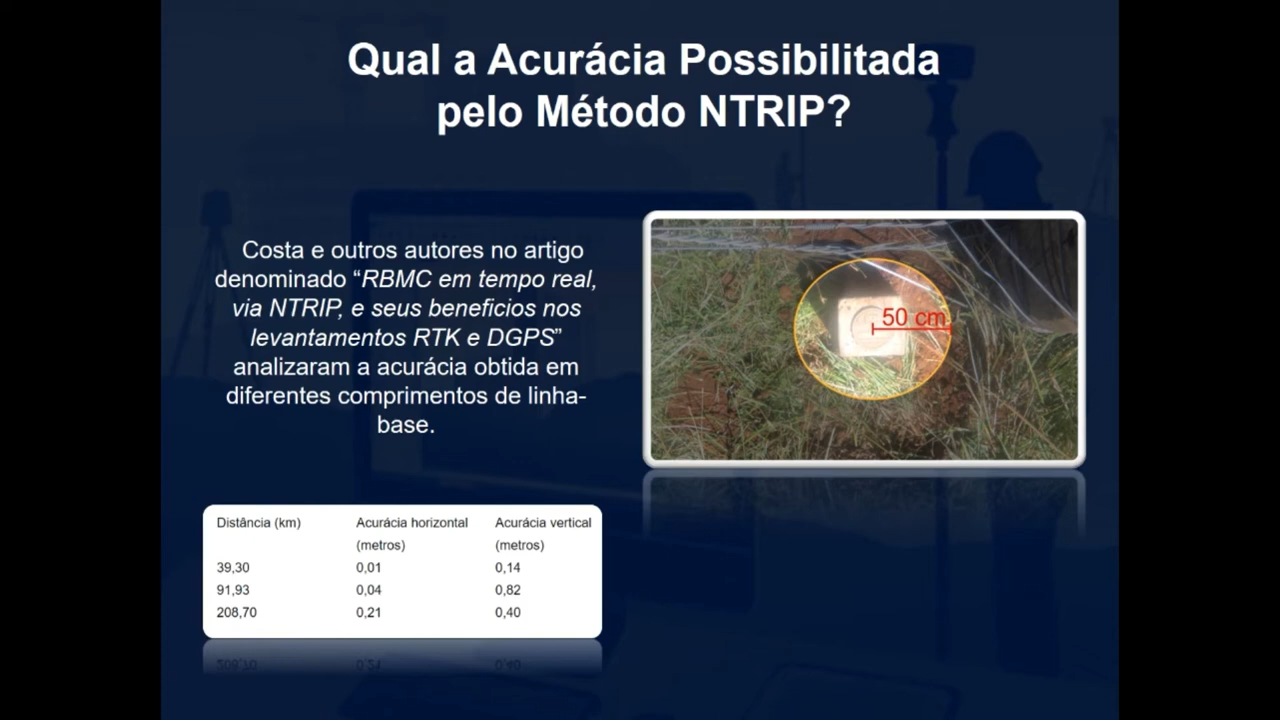 Qual a Acurácia Possibilitada
pelo Método NTRIP?
Costa e outros autores no artigo
denominado “RBMC em tempo real,
via NTRIP, e seus beneficios nos
levantamentos RTK e DGPS”
analizaram a acurácia obtida em
diferentes comprimentos de linha-
base.
50 cm
Distância (km) Acurácia horizontal Acurácia vertical
(metros) (metros)
39,30 0,01 0,14
91,93 0,04 0,82
208,70 0,21 0,40